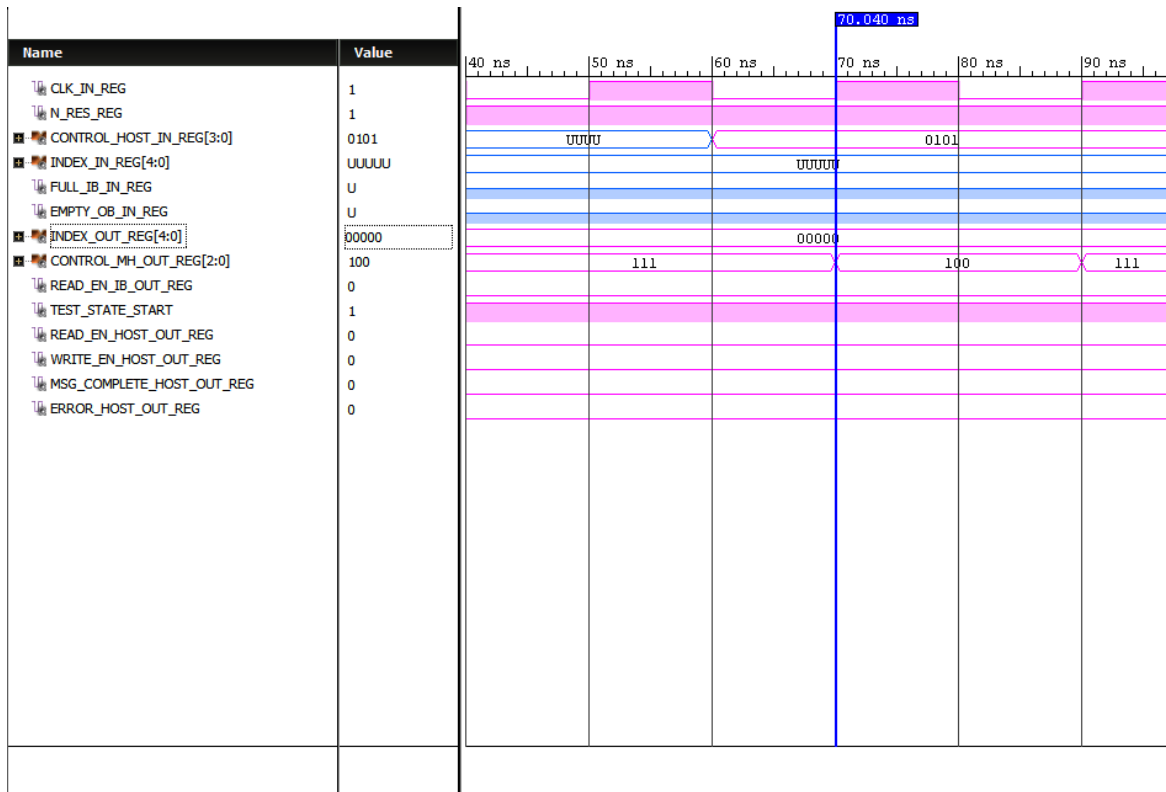 70.040 ns
Name Value
40 ns 50 ns 60 ns 70 ns 80 ns 90 ns
CLK_IN_REG 1
N_RES_REG 1
CONTROL_HOST_IN_REG[3:0] 0101 UUUU 0101
INDEX_IN_REG[4:0] UUUUU UUUUU
FULL_IB_IN_REG U
EMPTY_OB_IN_REG U
INDEX_OUT_REG[4:0] 00000 00000
CONTROL_MH_OUT_REG[2:0] 100 111 100 111
READ_EN_IB_OUT_REG 0
TEST_STATE_START 1
READ_EN_HOST_OUT_REG 0
WRITE_EN_HOST_OUT_REG 0
MSG_COMPLETE_HOST_OUT_REG 0
ERROR_HOST_OUT_REG 0